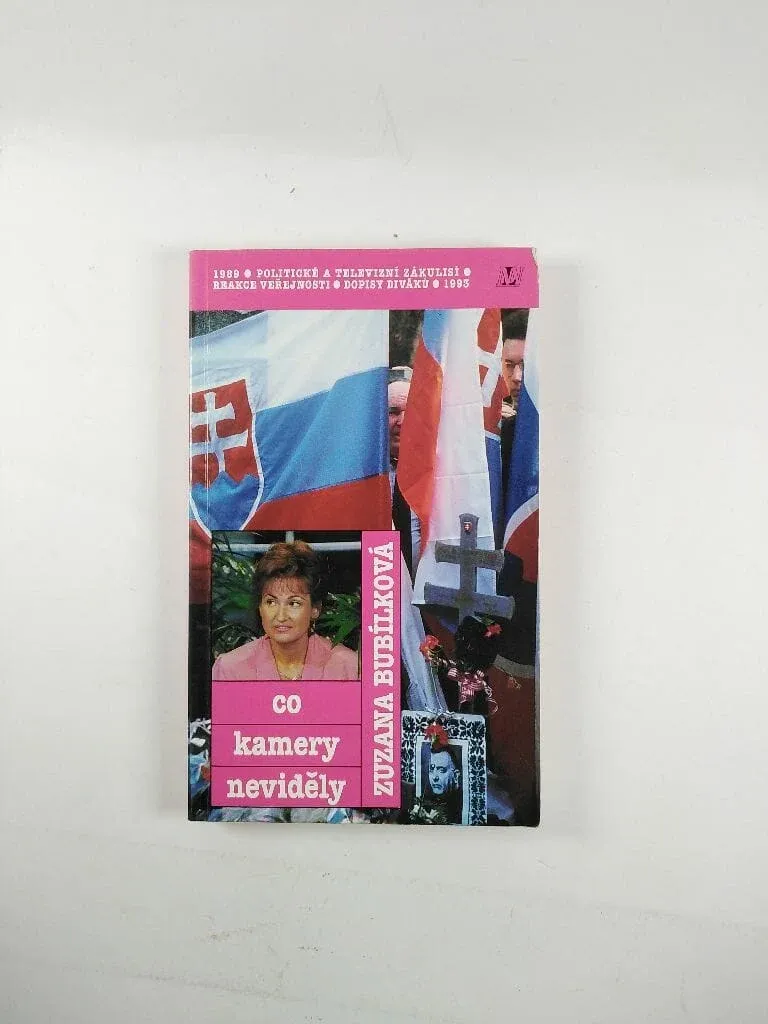 1989 ● POLITICKÉ A TELEVIZNÍ ZÁKULISÍ ●
REAKCE VEŘEJNOSTI ● DOPISY DIVÁKŮ ● 1993
ZUZANA BUBÍLKOVÁ
co
kamery
neviděly